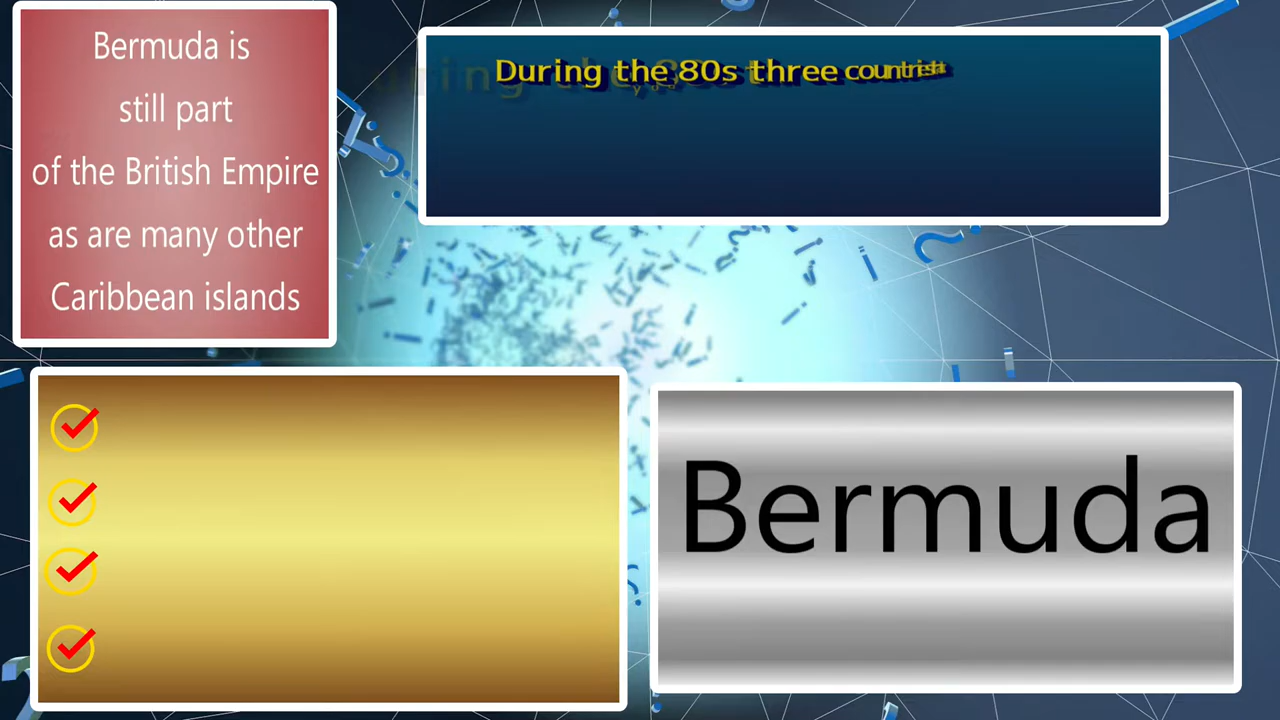 Bermuda is
still part
of the British Empire
as are many other
Caribbean islands
During the 80s three
Bermuda